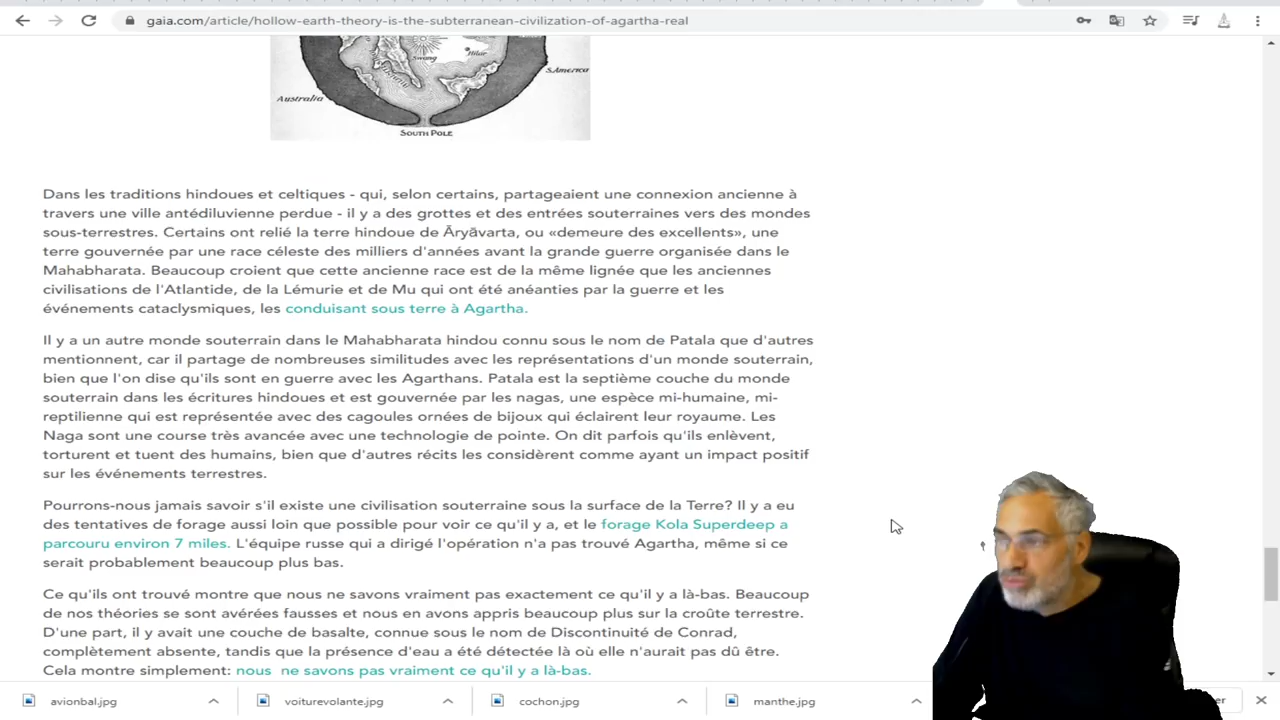 gaia.com/article/hollow-earth-theory-is-the-subterranean-civilization-of-agartha-real
Swang
Hilar
S.America
Australia
SOUTH POLE
Dans les traditions hindoues et celtiques - qui, selon certains, partageaient une connexion ancienne à
travers une ville antédiluvienne perdue - il y a des grottes et des entrées souterraines vers des mondes
sous-terrestres. Certains ont relié la terre hindoue de Āryāvarta, ou «demeure des excellents», une
terre gouvernée par une race céleste des milliers d'années avant la grande guerre organisée dans le
Mahabharata. Beaucoup croient que cette ancienne race est de la même lignée que les anciennes
civilisations de l'Atlantide, de la Lémurie et de Mu qui ont été anéanties par la guerre et les
événements cataclysmiques, les conduisant sous terre à Agartha.
Il y a un autre monde souterrain dans le Mahabharata hindou connu sous le nom de Patala que d'autres
mentionnent, car il partage de nombreuses similitudes avec les représentations d'un monde souterrain,
bien que l'on dise qu'ils sont en guerre avec les Agarthans. Patala est la septième couche du monde
souterrain dans les écritures hindoues et est gouvernée par les nagas, une espèce mi-humaine, mi-
reptilienne qui est représentée avec des cagoules ornées de bijoux qui éclairent leur royaume. Les
Naga sont une course très avancée avec une technologie de pointe. On dit parfois qu'ils enlèvent,
torturent et tuent des humains, bien que d'autres récits les considèrent comme ayant un impact positif
sur les événements terrestres.
Pourrons-nous jamais savoir s'il existe une civilisation souterraine sous la surface de la Terre? Il y a eu
des tentatives de forage aussi loin que possible pour voir ce qu'il y a, et le forage Kola Superdeep a
parcouru environ 7 miles. L'équipe russe qui a dirigé l'opération n'a pas trouvé Agartha, même si ce
serait probablement beaucoup plus bas.
Ce qu'ils ont trouvé montre que nous ne savons vraiment pas exactement ce qu'il y a là-bas. Beaucoup
de nos théories se sont avérées fausses et nous en avons appris beaucoup plus sur la croûte terrestre.
D'une part, il y avait une couche de basalte, connue sous le nom de Discontinuité de Conrad,
complètement absente, tandis que la présence d'eau a été détectée là où elle n'aurait pas dû être.
Cela montre simplement: nous ne savons pas vraiment ce qu'il y a là-bas.
avionbal.jpg
voiturevolante.jpg
cochon.jpg
manthe.jpg